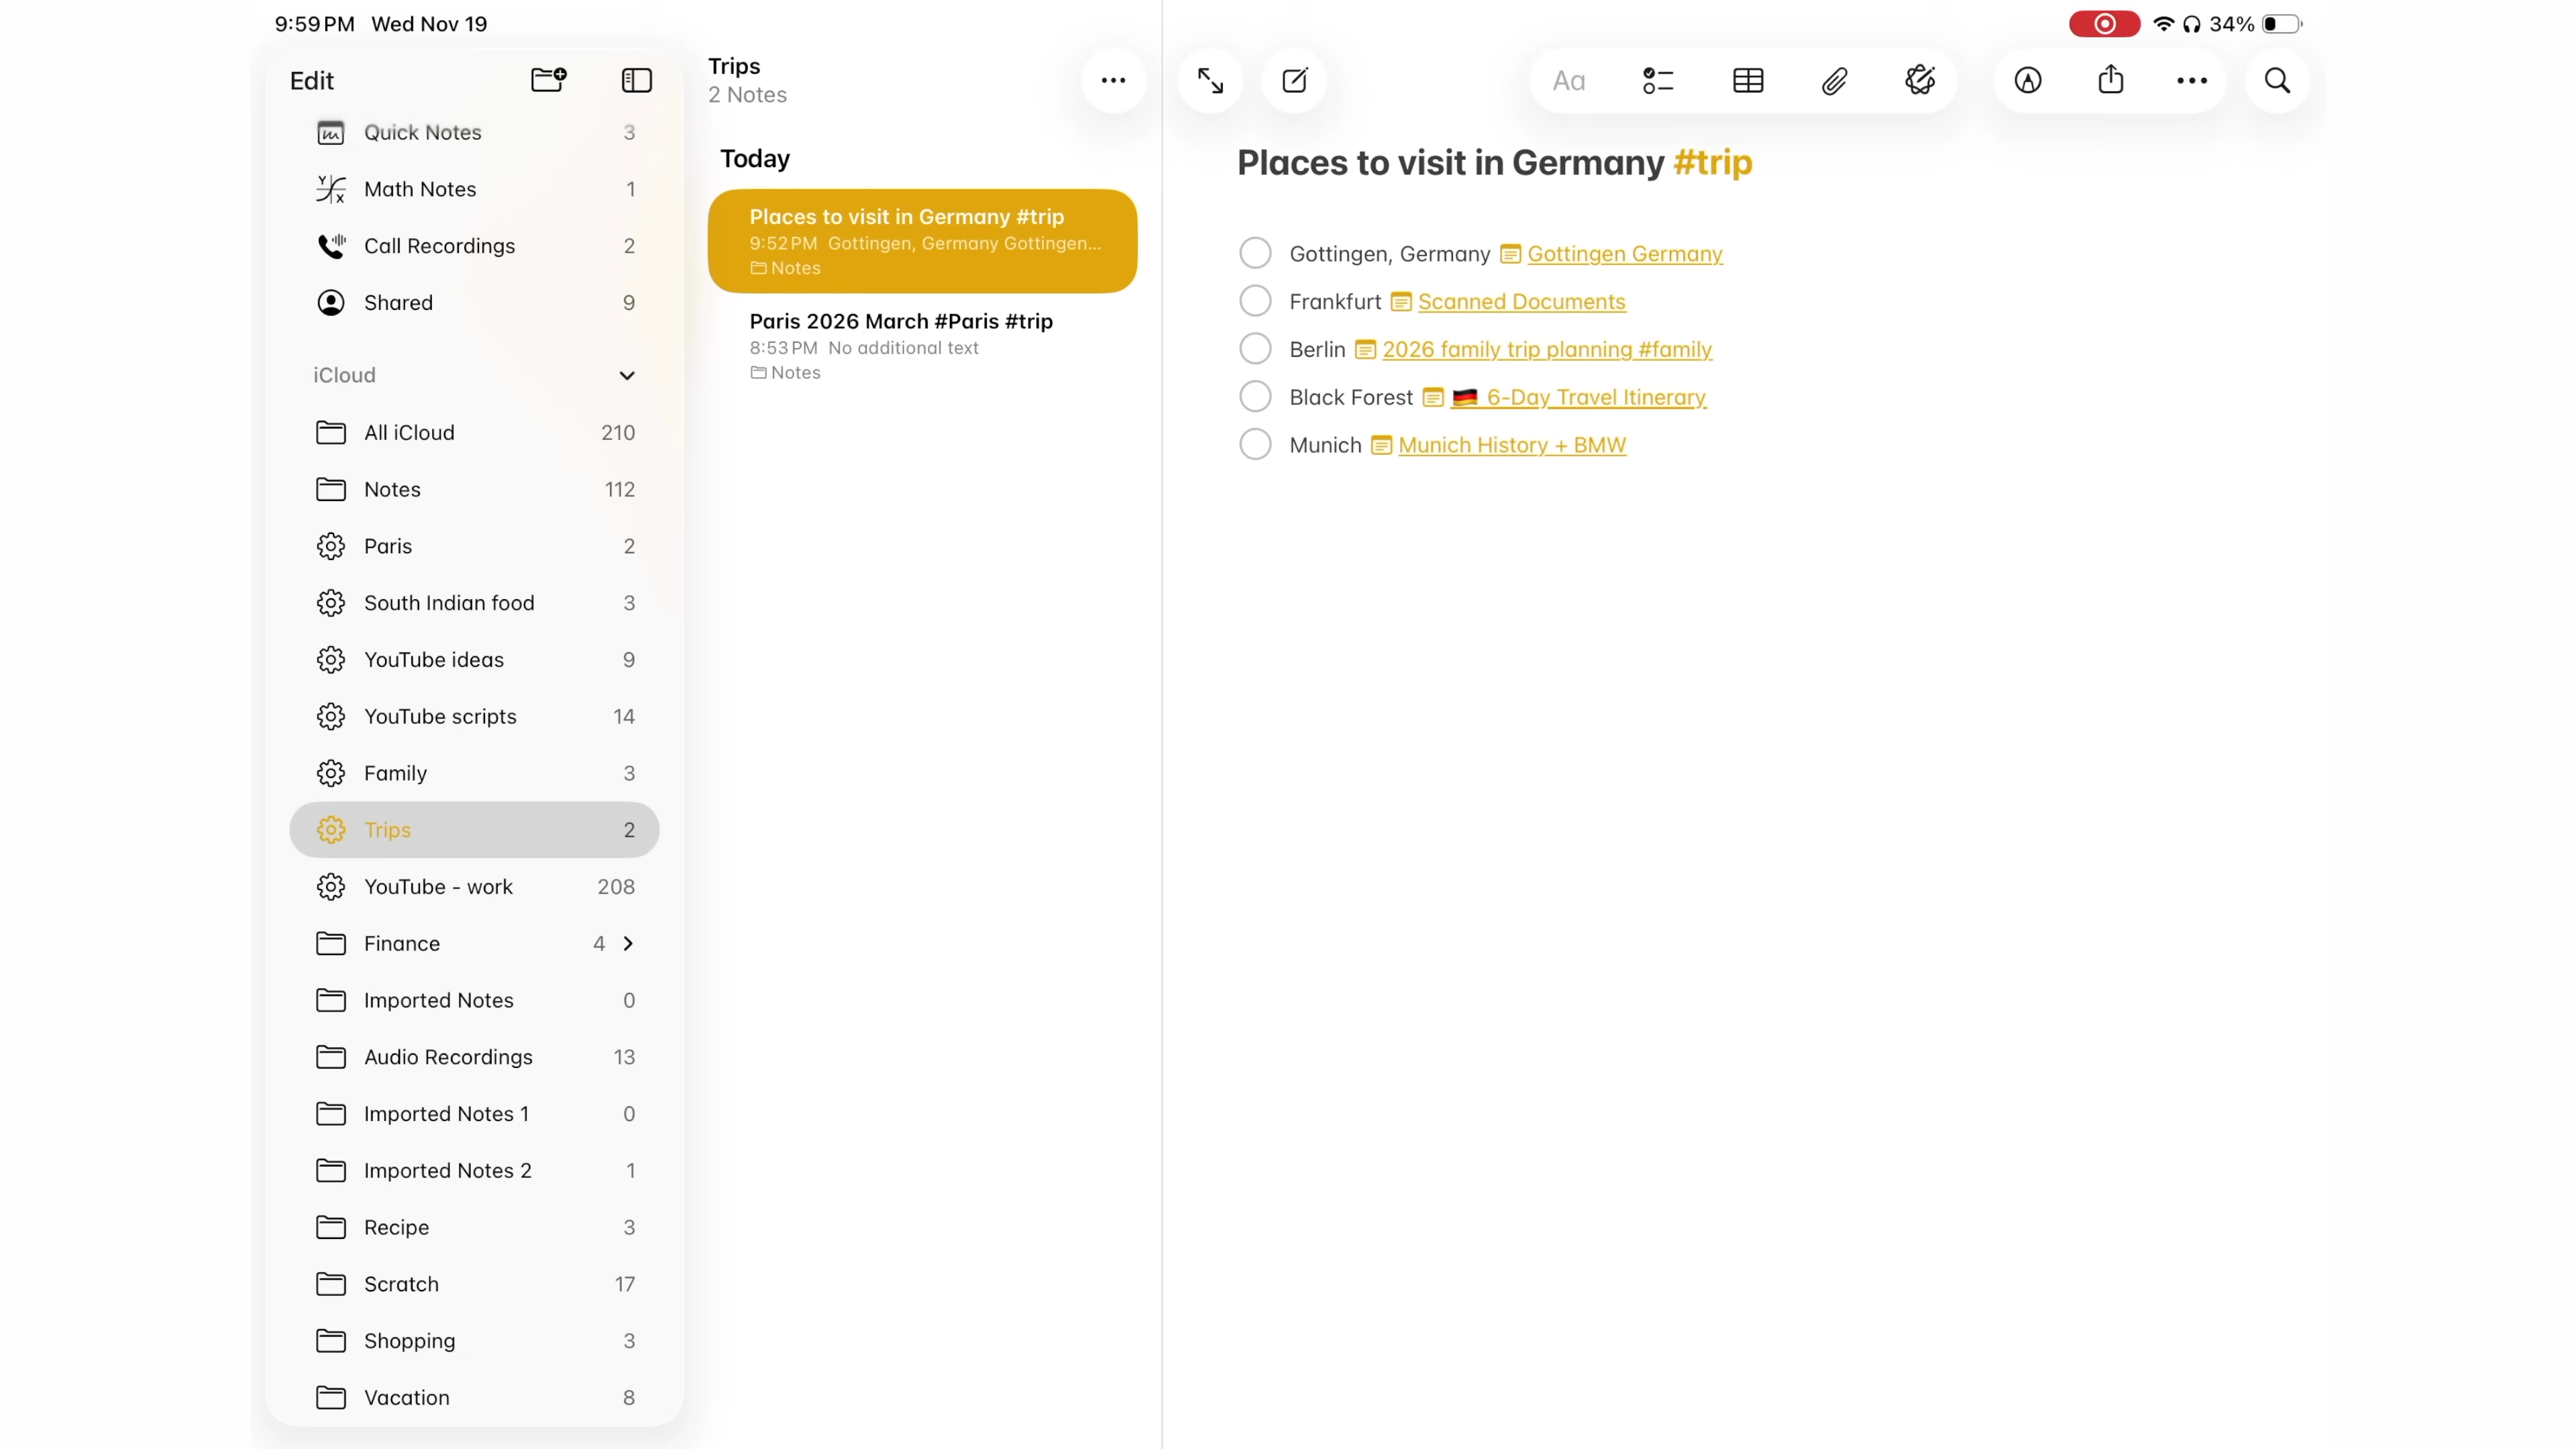 9:59 PM Wed Nov 19
34%
Edit
Quick Notes 3
Math Notes 1
Call Recordings 2
Shared 9
iCloud
All iCloud 210
Notes 112
Paris 2
South Indian food 3
YouTube ideas 9
YouTube scripts 14
Family 3
Trips 2
YouTube - work 208
Finance 4
Imported Notes 0
Audio Recordings 13
Imported Notes 1 0
Imported Notes 2 1
Recipe 3
Scratch 17
Shopping 3
Vacation 8
Trips
2 Notes
Today
Places to visit in Germany #trip
9:52 PM Gottingen, Germany Gottingen...
Notes
Paris 2026 March #Paris #trip
8:53 PM No additional text
Notes
Aa
Places to visit in Germany #trip
Gottingen, Germany Gottingen Germany
Frankfurt Scanned Documents
Berlin 2026 family trip planning #family
Black Forest 🇩🇪 6-Day Travel Itinerary
Munich Munich History + BMW